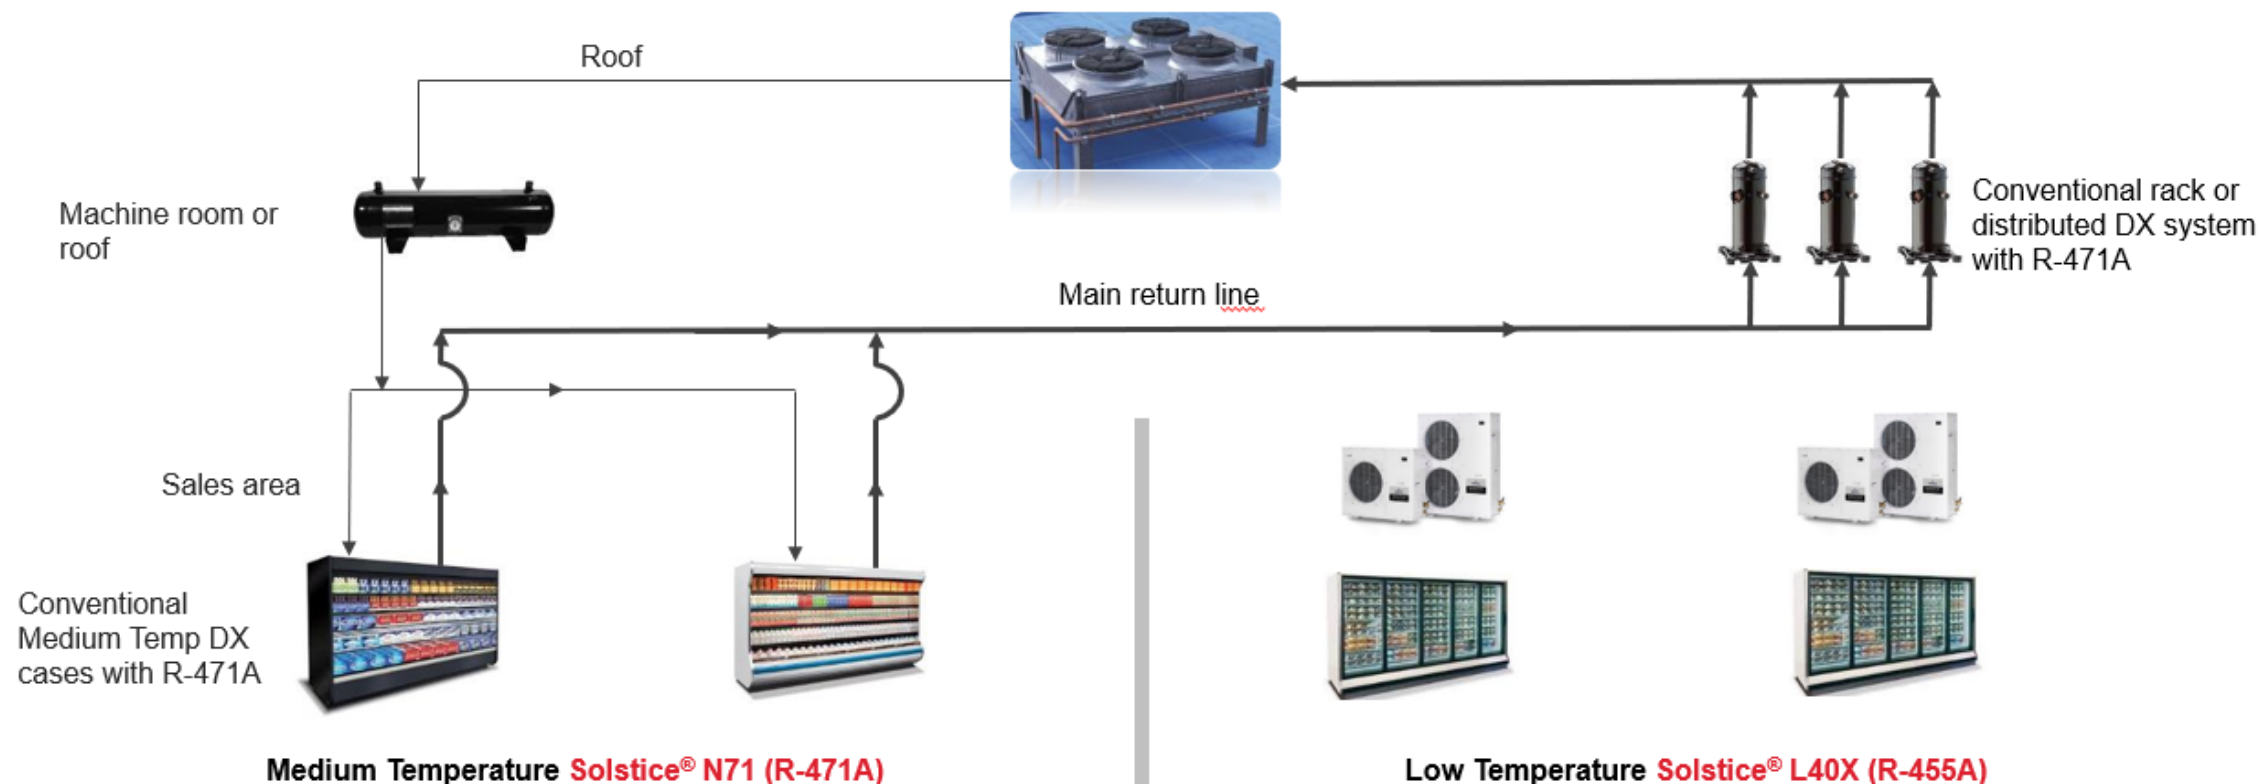 Roof
Machine room or
roof
Conventional rack or
distributed DX system
with R-471A
Main return line
Sales area
Conventional
Medium Temp DX
cases with R-471A
Medium Temperature Solstice® N71 (R-471A)
Low Temperature Solstice® L40X (R-455A)